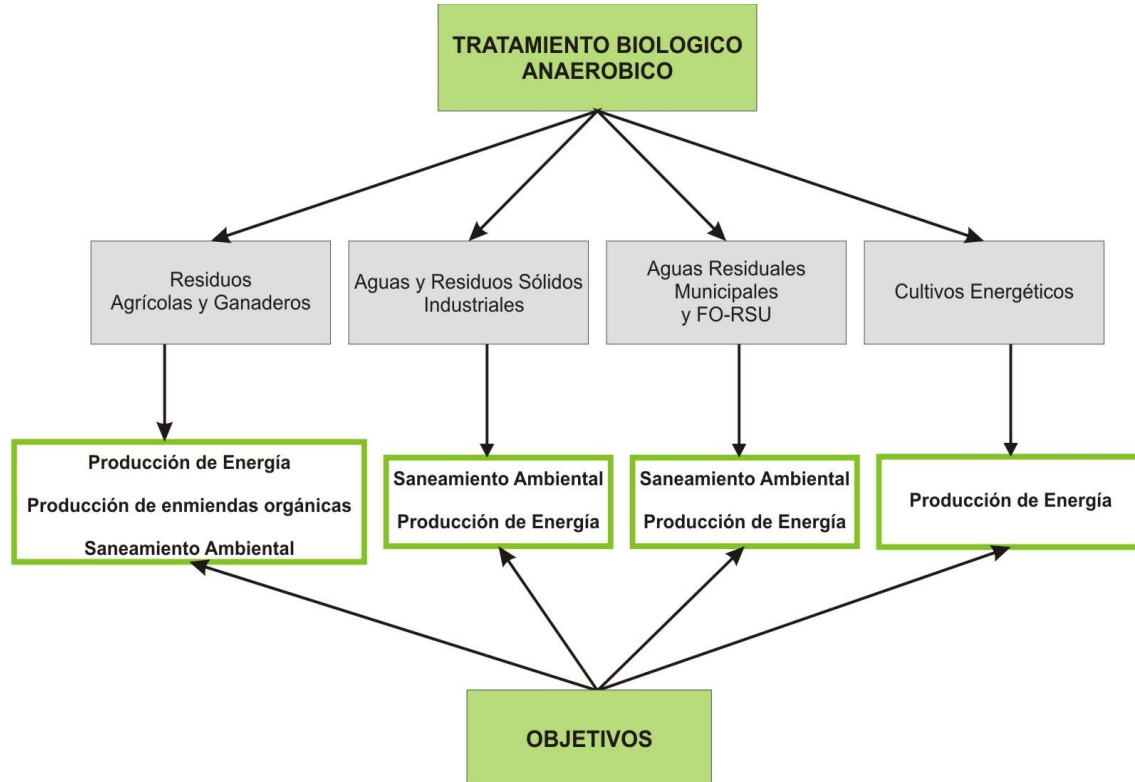 TRATAMIENTO BIOLOGICO
ANAEROBICO
Residuos
Agrícolas y Ganaderos
Aguas y Residuos Sólidos
Industriales
Aguas Residuales
Municipales
y FO-RSU
Cultivos Energéticos
Producción de Energía
Producción de enmiendas orgánicas
Saneamiento Ambiental
Saneamiento Ambiental
Producción de Energía
Saneamiento Ambiental
Producción de Energía
Producción de Energía
OBJETIVOS